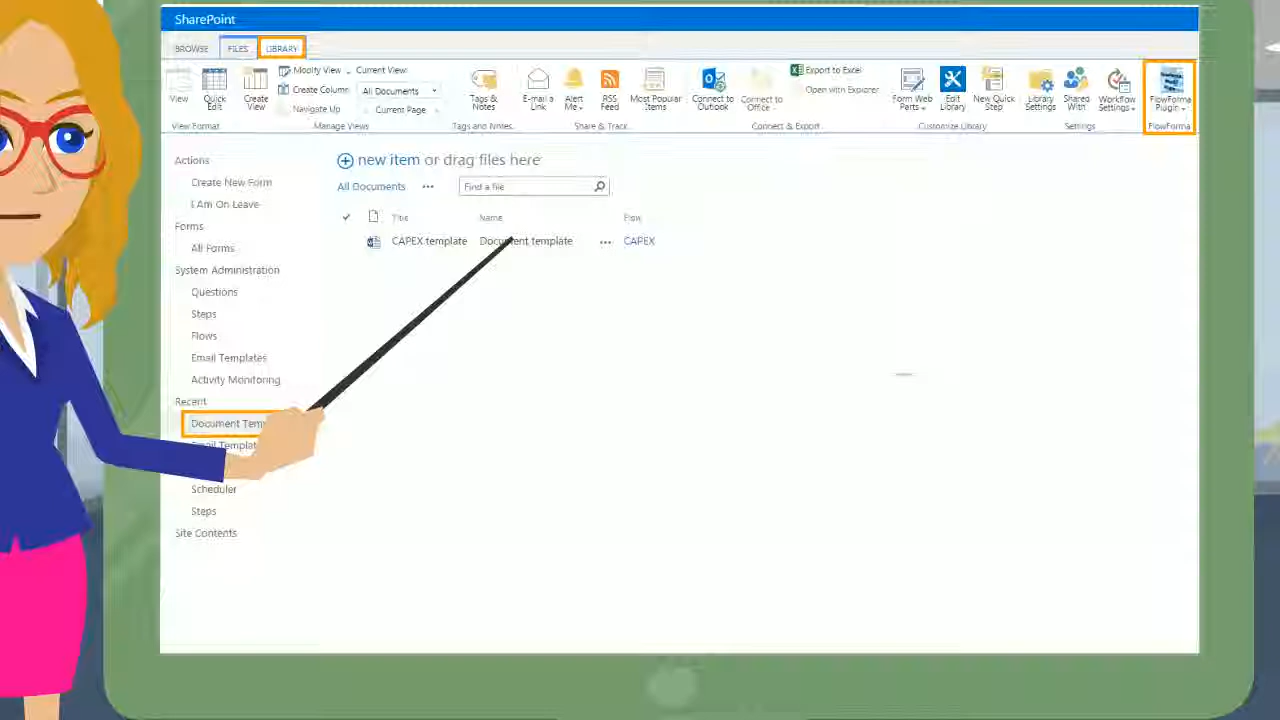 SharePoint
BROWSE FILES LIBRARY
View
Quick Edit
Create View
Modify View
Create Column
Navigate Up
Current View:
All Documents
Current Page
Tags & Notes
E-mail a Link
Alert Me
RSS Feed
Most Popular Items
Connect to Outlook
Connect to Office
Export to Excel
Open with Explorer
Form Web Parts
Edit Library
New Quick Step
Library Settings
Shared With
Workflow Settings
FlowForma Plugin
View Format
Manage Views
Tags and Notes
Share & Track
Connect & Export
Customize Library
Settings
FlowForma
Actions
Create New Form
I Am On Leave
Forms
All Forms
System Administration
Questions
Steps
Flows
Email Templates
Activity Monitoring
Recent
Document
Email
Scheduler
Steps
Site Contents
new item or drag files here
All Documents ... Find a file
Title Name Flow
CAPEX template Document template ... CAPEX